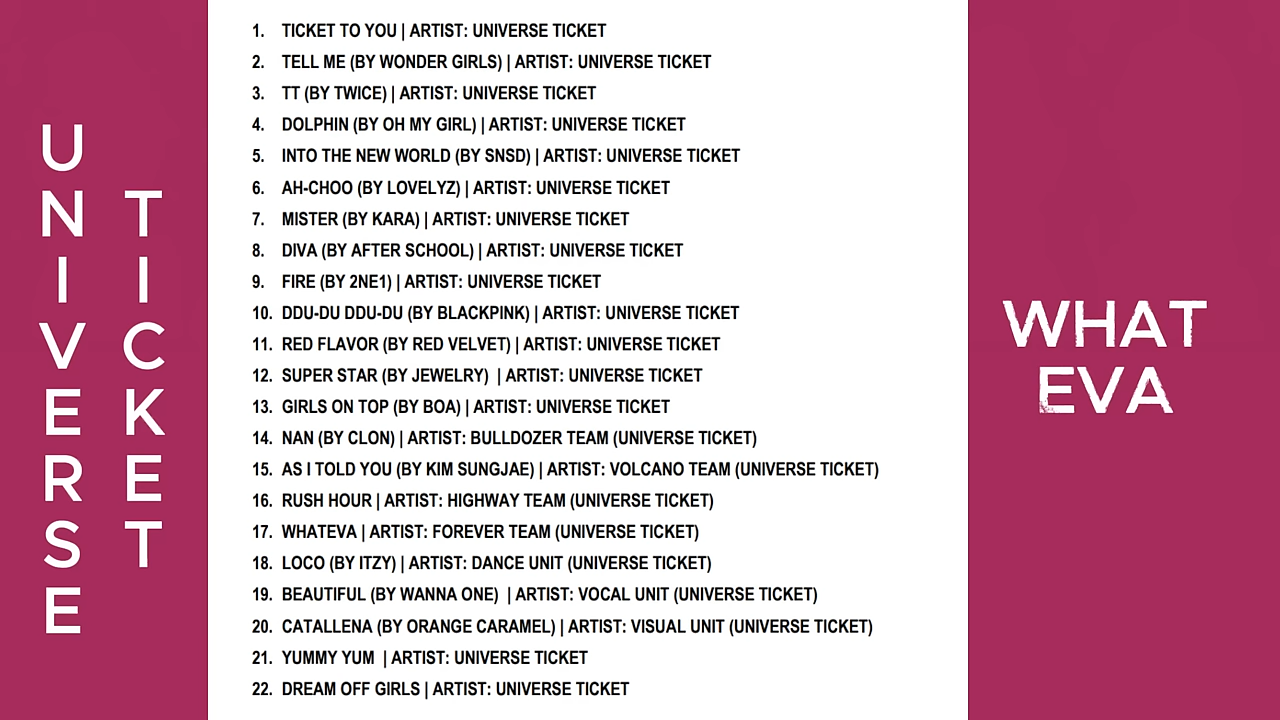 UNIVERSE
TICKET
1. TICKET TO YOU | ARTIST: UNIVERSE TICKET
2. TELL ME (BY WONDER GIRLS) | ARTIST: UNIVERSE TICKET
3. TT (BY TWICE) | ARTIST: UNIVERSE TICKET
4. DOLPHIN (BY OH MY GIRL) | ARTIST: UNIVERSE TICKET
5. INTO THE NEW WORLD (BY SNSD) | ARTIST: UNIVERSE TICKET
6. AH-CHOO (BY LOVELYZ) | ARTIST: UNIVERSE TICKET
7. MISTER (BY KARA) | ARTIST: UNIVERSE TICKET
8. DIVA (BY AFTER SCHOOL) | ARTIST: UNIVERSE TICKET
9. FIRE (BY 2NE1) | ARTIST: UNIVERSE TICKET
10. DDU-DU DDU-DU (BY BLACKPINK) | ARTIST: UNIVERSE TICKET
11. RED FLAVOR (BY RED VELVET) | ARTIST: UNIVERSE TICKET
12. SUPER STAR (BY JEWELRY) | ARTIST: UNIVERSE TICKET
13. GIRLS ON TOP (BY BOA) | ARTIST: UNIVERSE TICKET
14. NAN (BY CLON) | ARTIST: BULLDOZER TEAM (UNIVERSE TICKET)
15. AS I TOLD YOU (BY KIM SUNGJAE) | ARTIST: VOLCANO TEAM (UNIVERSE TICKET)
16. RUSH HOUR | ARTIST: HIGHWAY TEAM (UNIVERSE TICKET)
17. WHATEVA | ARTIST: FOREVER TEAM (UNIVERSE TICKET)
18. LOCO (BY ITZY) | ARTIST: DANCE UNIT (UNIVERSE TICKET)
19. BEAUTIFUL (BY WANNA ONE) | ARTIST: VOCAL UNIT (UNIVERSE TICKET)
20. CATALLENA (BY ORANGE CARAMEL) | ARTIST: VISUAL UNIT (UNIVERSE TICKET)
21. YUMMY YUM | ARTIST: UNIVERSE TICKET
22. DREAM OFF GIRLS | ARTIST: UNIVERSE TICKET
WHAT
EVA